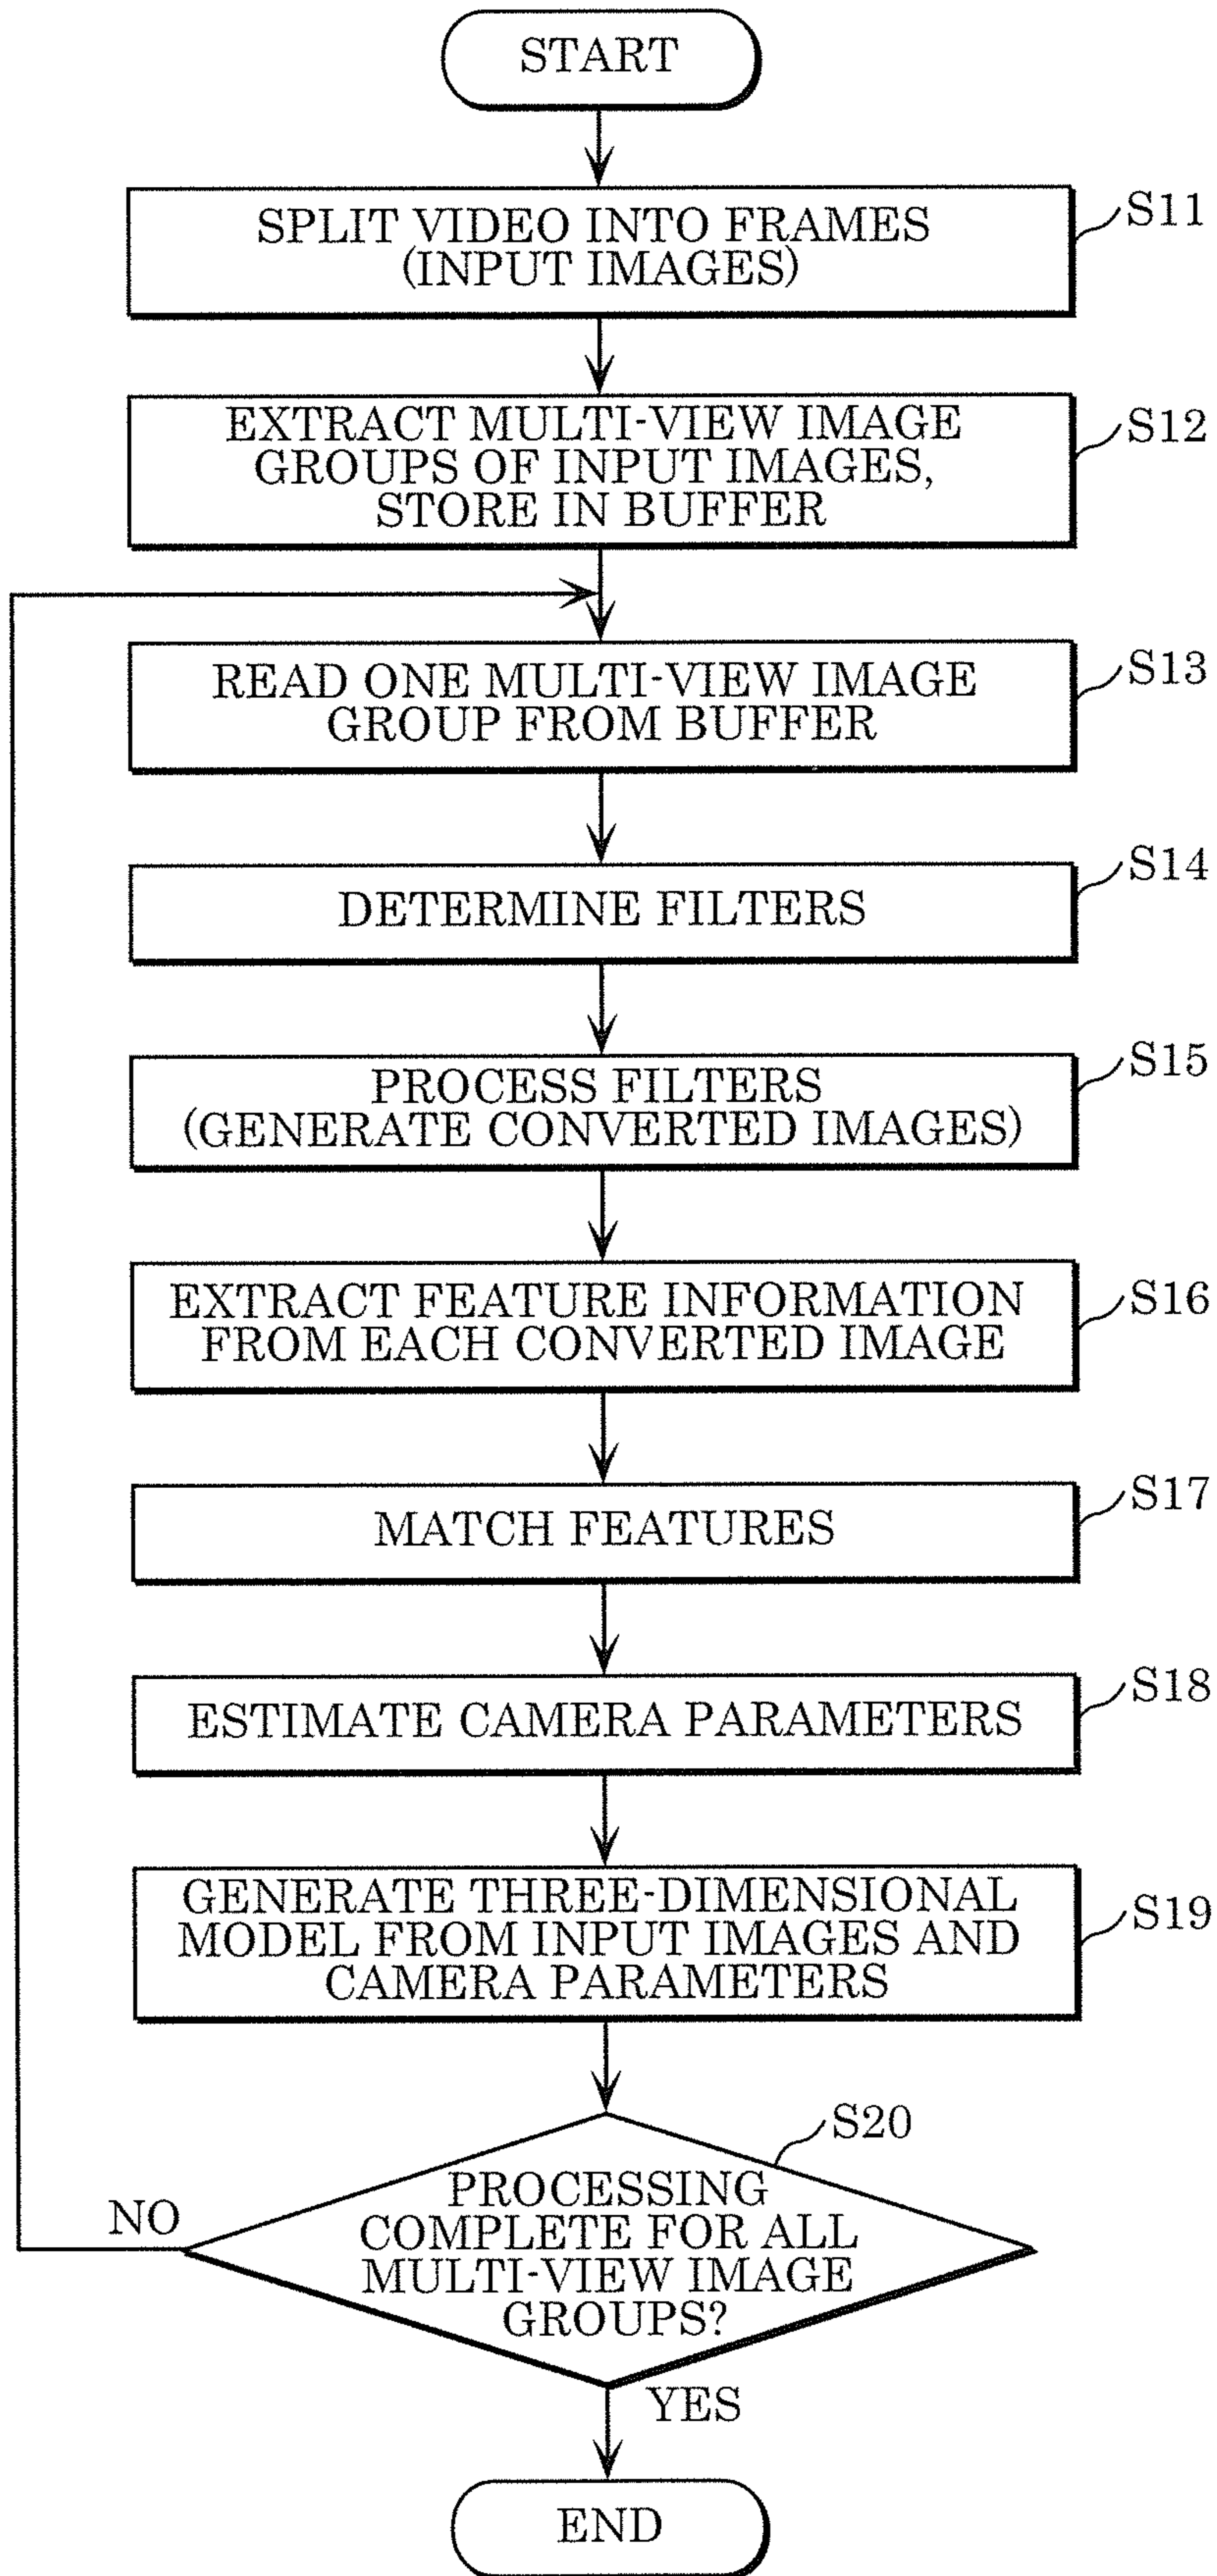 START
SPLIT VIDEO INTO FRAMES
(INPUT IMAGES)
S11
EXTRACT MULTI-VIEW IMAGE
GROUPS OF INPUT IMAGES,
STORE IN BUFFER
S12
READ ONE MULTI-VIEW IMAGE
GROUP FROM BUFFER
S13
DETERMINE FILTERS
S14
PROCESS FILTERS
(GENERATE CONVERTED IMAGES)
S15
EXTRACT FEATURE INFORMATION
FROM EACH CONVERTED IMAGE
S16
MATCH FEATURES
S17
ESTIMATE CAMERA PARAMETERS
S18
GENERATE THREE-DIMENSIONAL
MODEL FROM INPUT IMAGES AND
CAMERA PARAMETERS
S19
S20
PROCESSING
COMPLETE FOR ALL
MULTI-VIEW IMAGE
GROUPS?
NO
YES
END